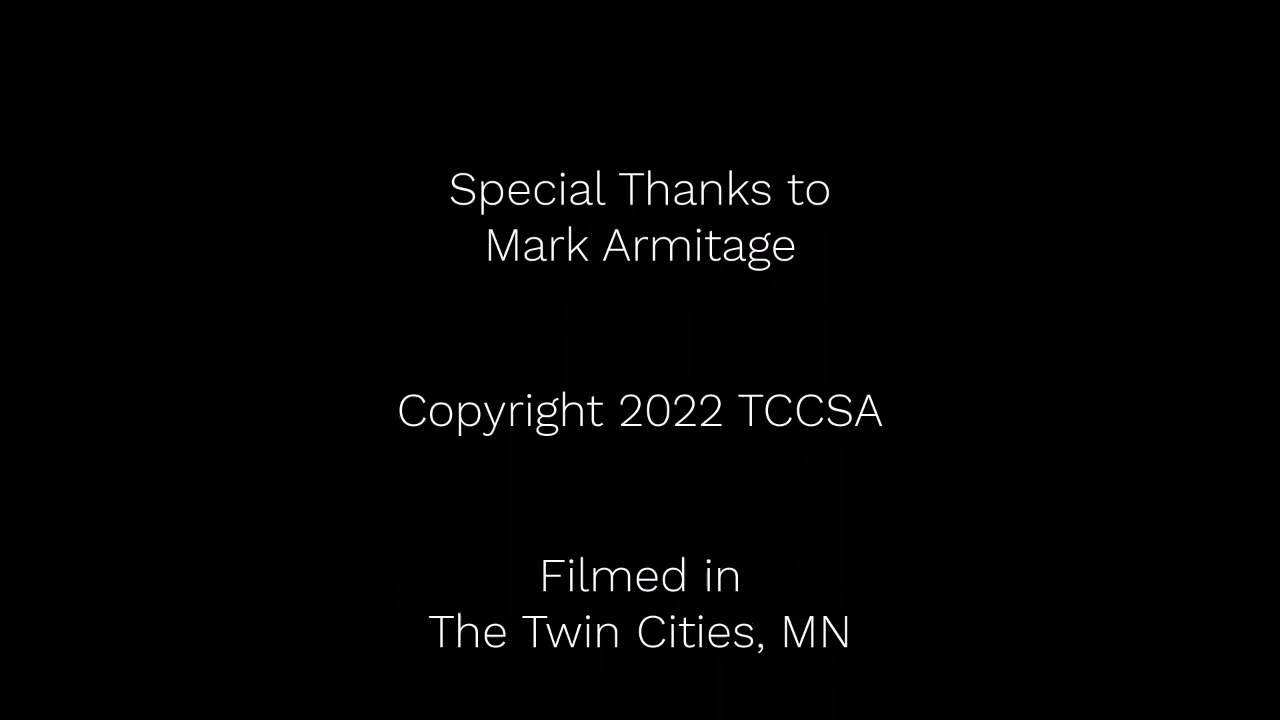 Special Thanks to
Mark Armitage
Copyright 2022 TCCSA
Filmed in
The Twin Cities, MN